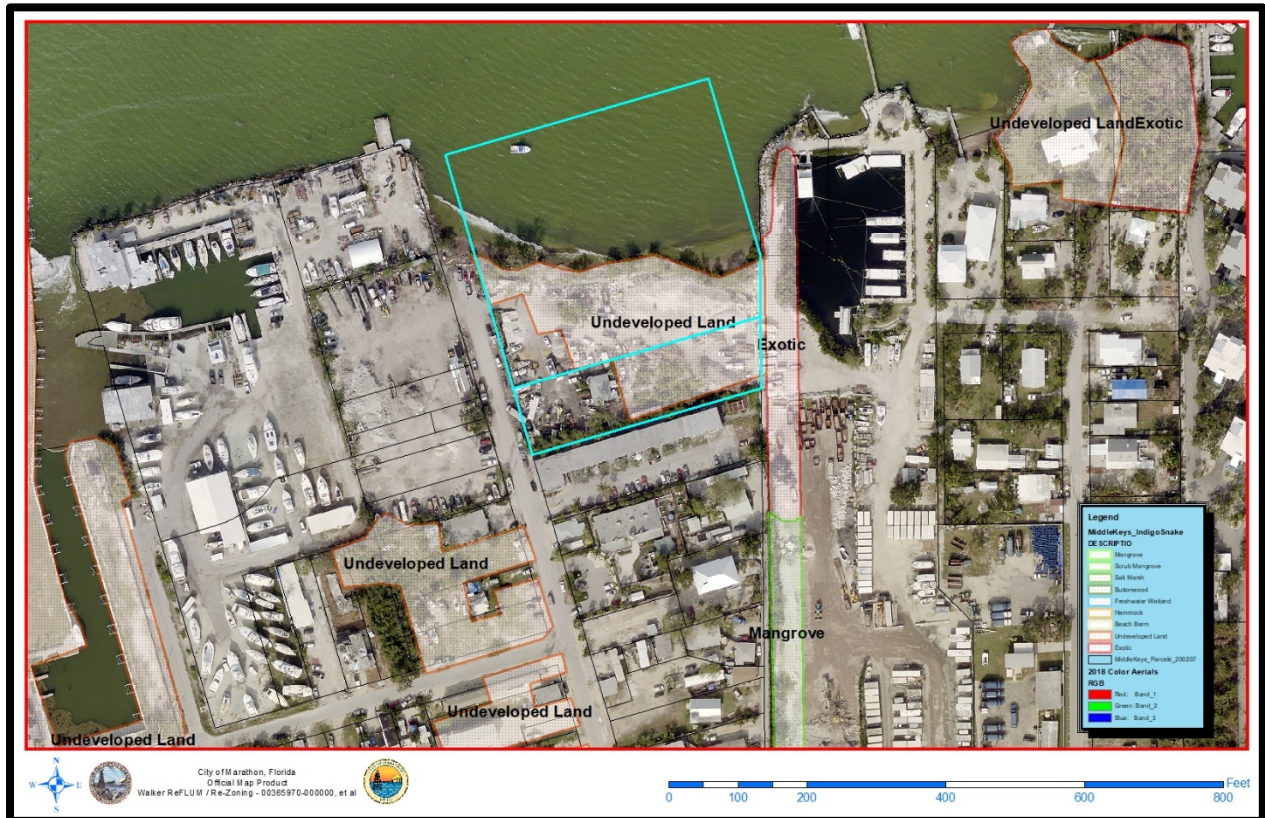 Undeveloped LandExotic
Undeveloped Land
Exotic
Undeveloped Land
Mangrove
Undeveloped Land
Undeveloped Land
Legend
MiddleKeys_IndigoSnake
DESCRIPTIO
Mangrove
Scrub Mangrove
Salt Marsh
Buttonwood
Freshwater Wetland
Hammock
Beach Berm
Undeveloped Land
Exotic
MiddleKeys_Parcels_200207
2018 Color Aerials
RGB
Red: Band_1
Green: Band_2
Blue: Band_3
N
W E
S
City of Marathon, Florida
Official Map Product
Walker ReFLUM / Re-Zoning - 00365970-000000, et al
Feet
0 100 200 400 600 800